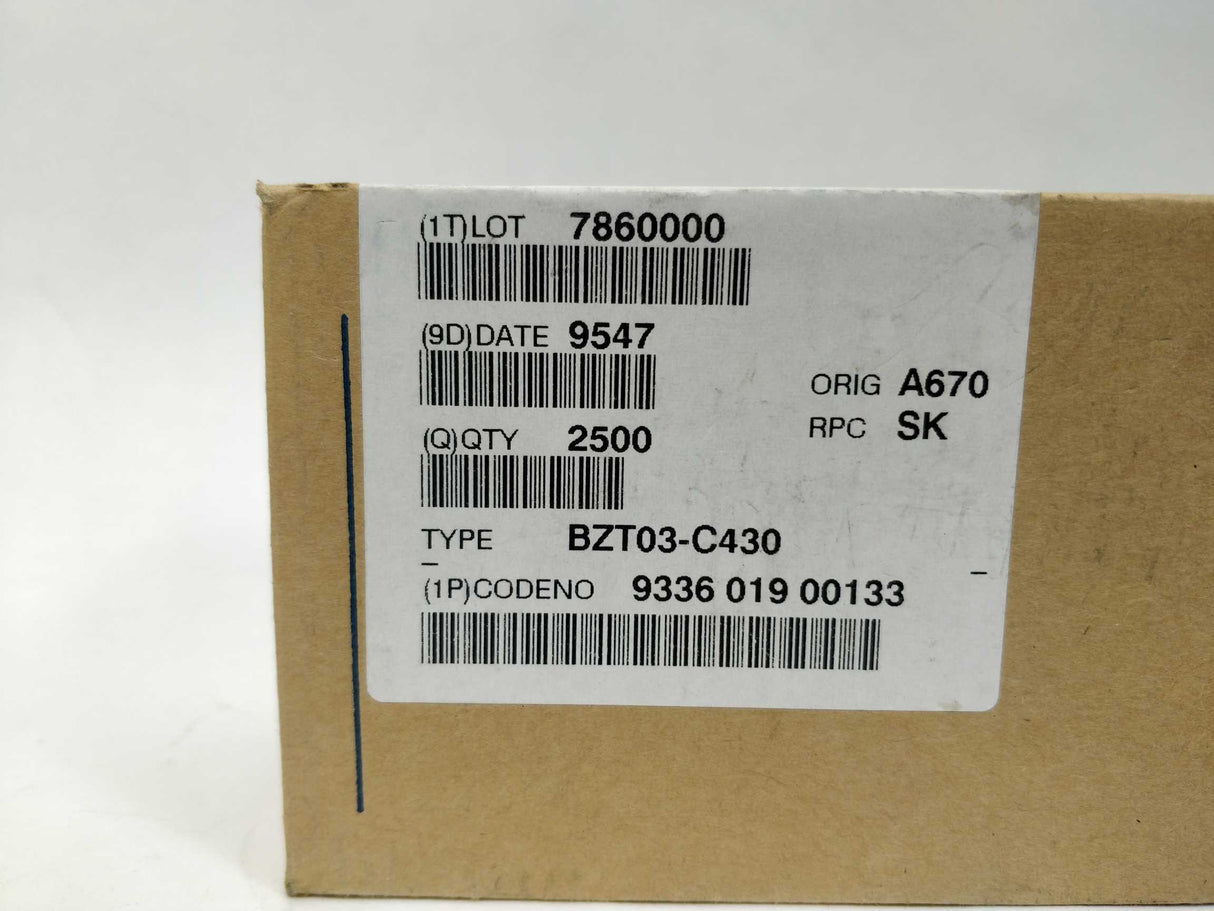 (1T)LOT 7860000
(9D)DATE 9547
ORIG A670
RPC SK
(Q)QTY 2500
TYPE BZT03-C430
(1P)CODENO 9336 019 00133